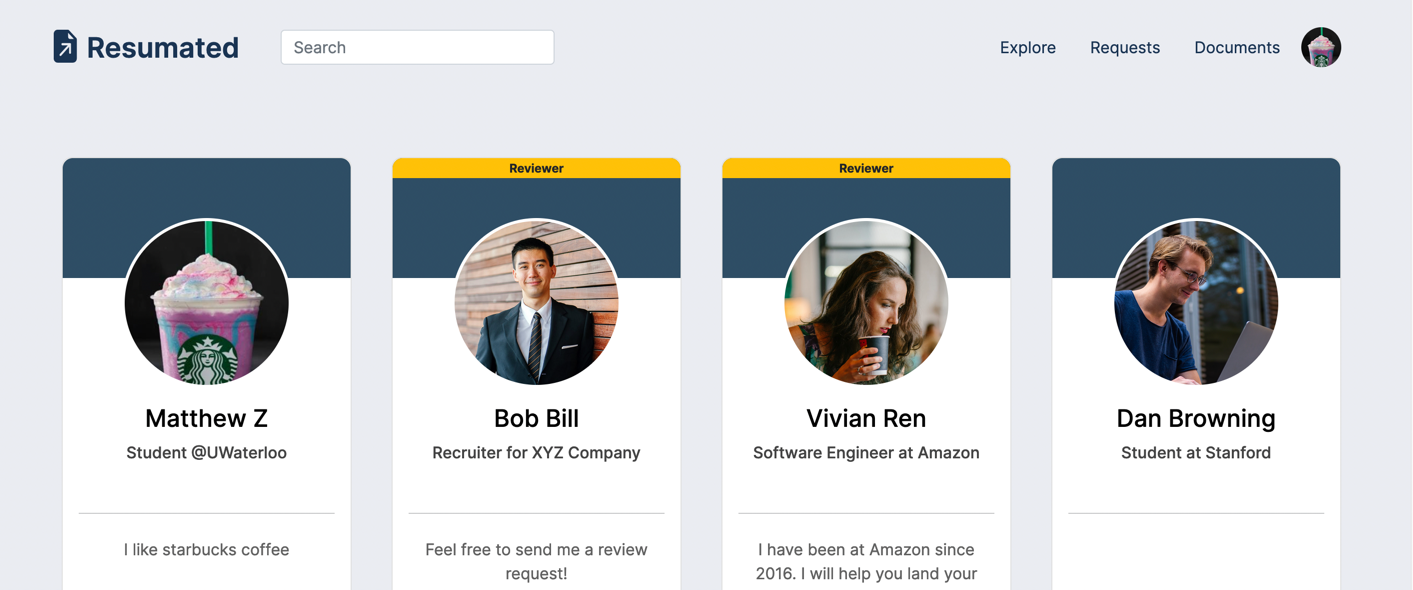 Resumated
Search
Explore
Requests
Documents
Reviewer
Reviewer
Matthew Z
Student @UWaterloo
I like starbucks coffee
Bob Bill
Recruiter for XYZ Company
Feel free to send me a review
request!
Vivian Ren
Software Engineer at Amazon
I have been at Amazon since
2016. I will help you land your
Dan Browning
Student at Stanford